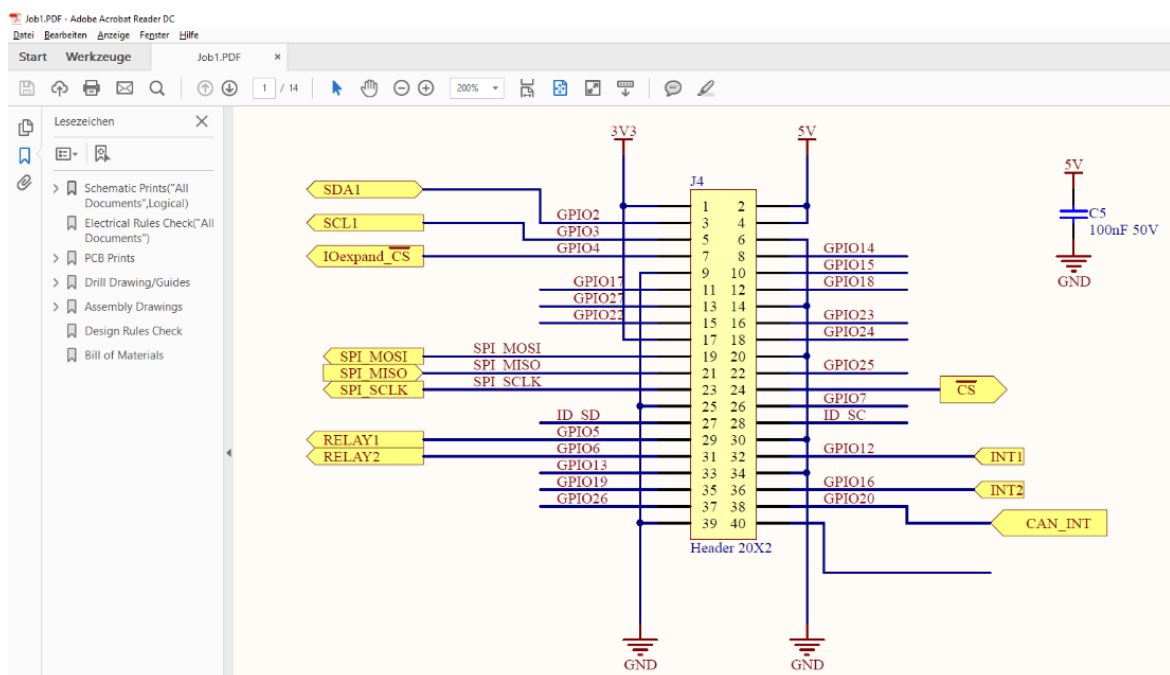 Job1.PDF - Adobe Acrobat Reader DC
Datei Bearbeiten Anzeige Fenster Hilfe
Start Werkzeuge Job1.PDF ×
1 / 14 200%
Lesezeichen
Schematic Prints("All
Documents",Logical)
Electrical Rules Check("All
Documents")
PCB Prints
Drill Drawing/Guides
Assembly Drawings
Design Rules Check
Bill of Materials
3V3 5V
5V
C5
100nF 50V
GND
J4
SDA1 GPIO2
SCL1 GPIO3
IOexpand_CS GPIO4
1 2
3 4
5 6
7 8 GPIO14
9 10 GPIO15
GPIO17 11 12 GPIO18
GPIO27 13 14
GPIO22 15 16 GPIO23
17 18 GPIO24
SPI_MOSI SPI_MOSI 19 20
SPI_MISO SPI_MISO 21 22 GPIO25
SPI_SCLK SPI_SCLK 23 24 CS
25 26 GPIO7
ID_SD 27 28 ID_SC
RELAY1 GPIO5 29 30
RELAY2 GPIO6 31 32 GPIO12 INT1
GPIO13 33 34
GPIO19 35 36 GPIO16 INT2
GPIO26 37 38 GPIO20 CAN_INT
39 40
Header 20X2
GND GND